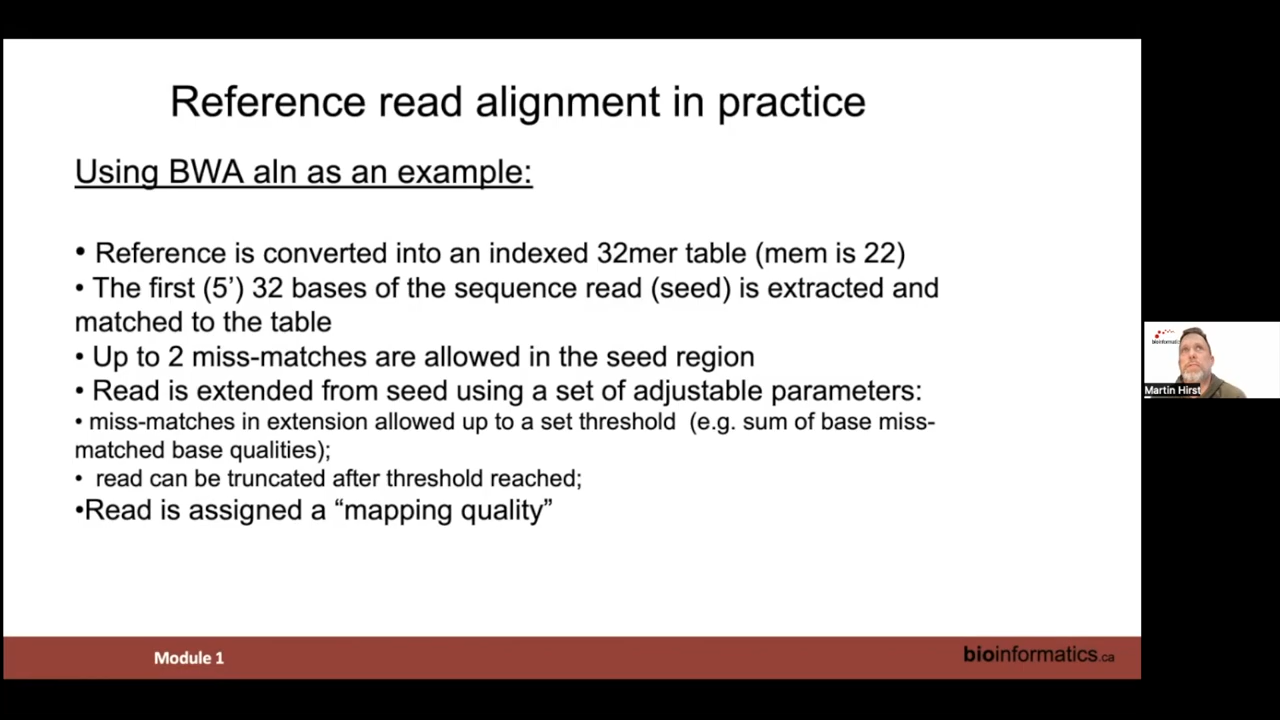 Reference read alignment in practice
Using BWA aln as an example:
• Reference is converted into an indexed 32mer table (mem is 22)
• The first (5’) 32 bases of the sequence read (seed) is extracted and
matched to the table
• Up to 2 miss-matches are allowed in the seed region
• Read is extended from seed using a set of adjustable parameters:
• miss-matches in extension allowed up to a set threshold (e.g. sum of base miss-
matched base qualities);
• read can be truncated after threshold reached;
•Read is assigned a “mapping quality”
Module 1
bioinformatics.ca
Martin Hirst